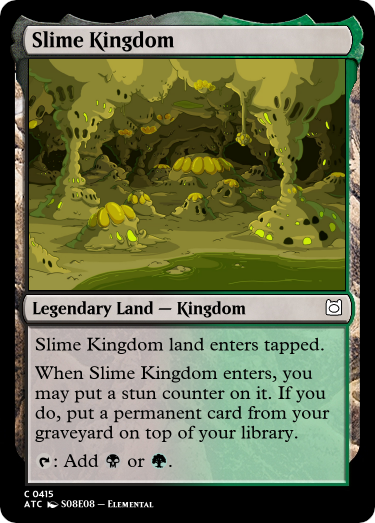 Slime Kingdom
Legendary Land — Kingdom
Slime Kingdom land enters tapped.
When Slime Kingdom enters, you
may put a stun counter on it. If you
do, put a permanent card from your
graveyard on top of your library.
: Add or .
C 0415
ATC S08E08 — Elemental